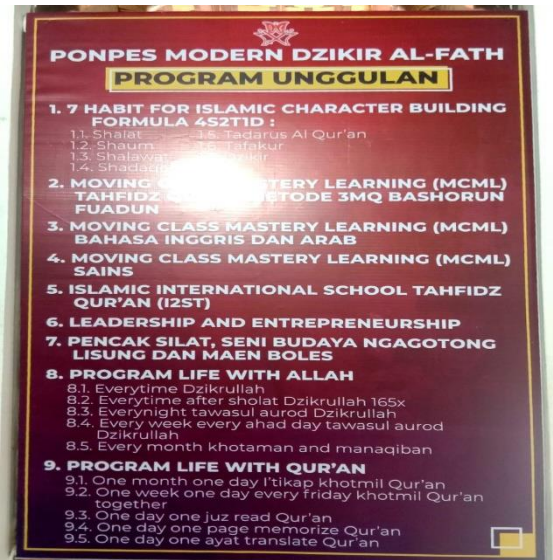 PONPES MODERN DZIKIR AL-FATH
PROGRAM UNGGULAN
1. 7 HABIT FOR ISLAMIC CHARACTER BUILDING
FORMULA 4S2T1D :
1.1. Shalat 1.5. Tadarus Al Qur'an
1.2. Shaum Tafakur
1.3. Shalawat
1.4.
2. MOVING MASTERY LEARNING (MCML)
TAHFIDZ METODE 3MQ BASHORUN
FUADUN
3. MOVING CLASS MASTERY LEARNING (MCML)
BAHASA INGGRIS DAN ARAB
4. MOVING CLASS MASTERY LEARNING (MCML)
SAINS
5. ISLAMIC INTERNATIONAL SCHOOL TAHFIDZ
QUR'AN (I2ST)
6. LEADERSHIP AND ENTREPRENEURSHIP
7. PENCAK SILAT, SENI BUDAYA NGAGOTONG
LISUNG DAN MAEN BOLES
8. PROGRAM LIFE WITH ALLAH
8.1. Everytime Dzikrullah
8.2. Everytime after sholat Dzikrullah 165x
8.3. Everynight tawasul aurod Dzikrullah
8.4. Every week every ahad day tawasul aurod
Dzikrullah
8.5. Every month khotaman and manaqiban
9. PROGRAM LIFE WITH QUR'AN
9.1. One month one day I'tikap khotmil Qur'an
9.2. One week one day every friday khotmil Qur'an
together
9.3. One day one juz read Qur'an
9.4. One day one page memorize Qur'an
9.5. One day one ayat translate Qur'an